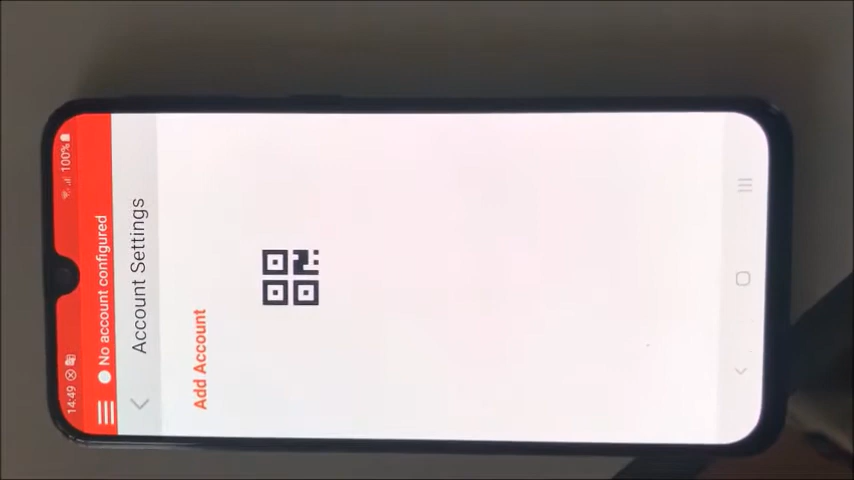 14:49
100%
No account configured
Account Settings
Add Account